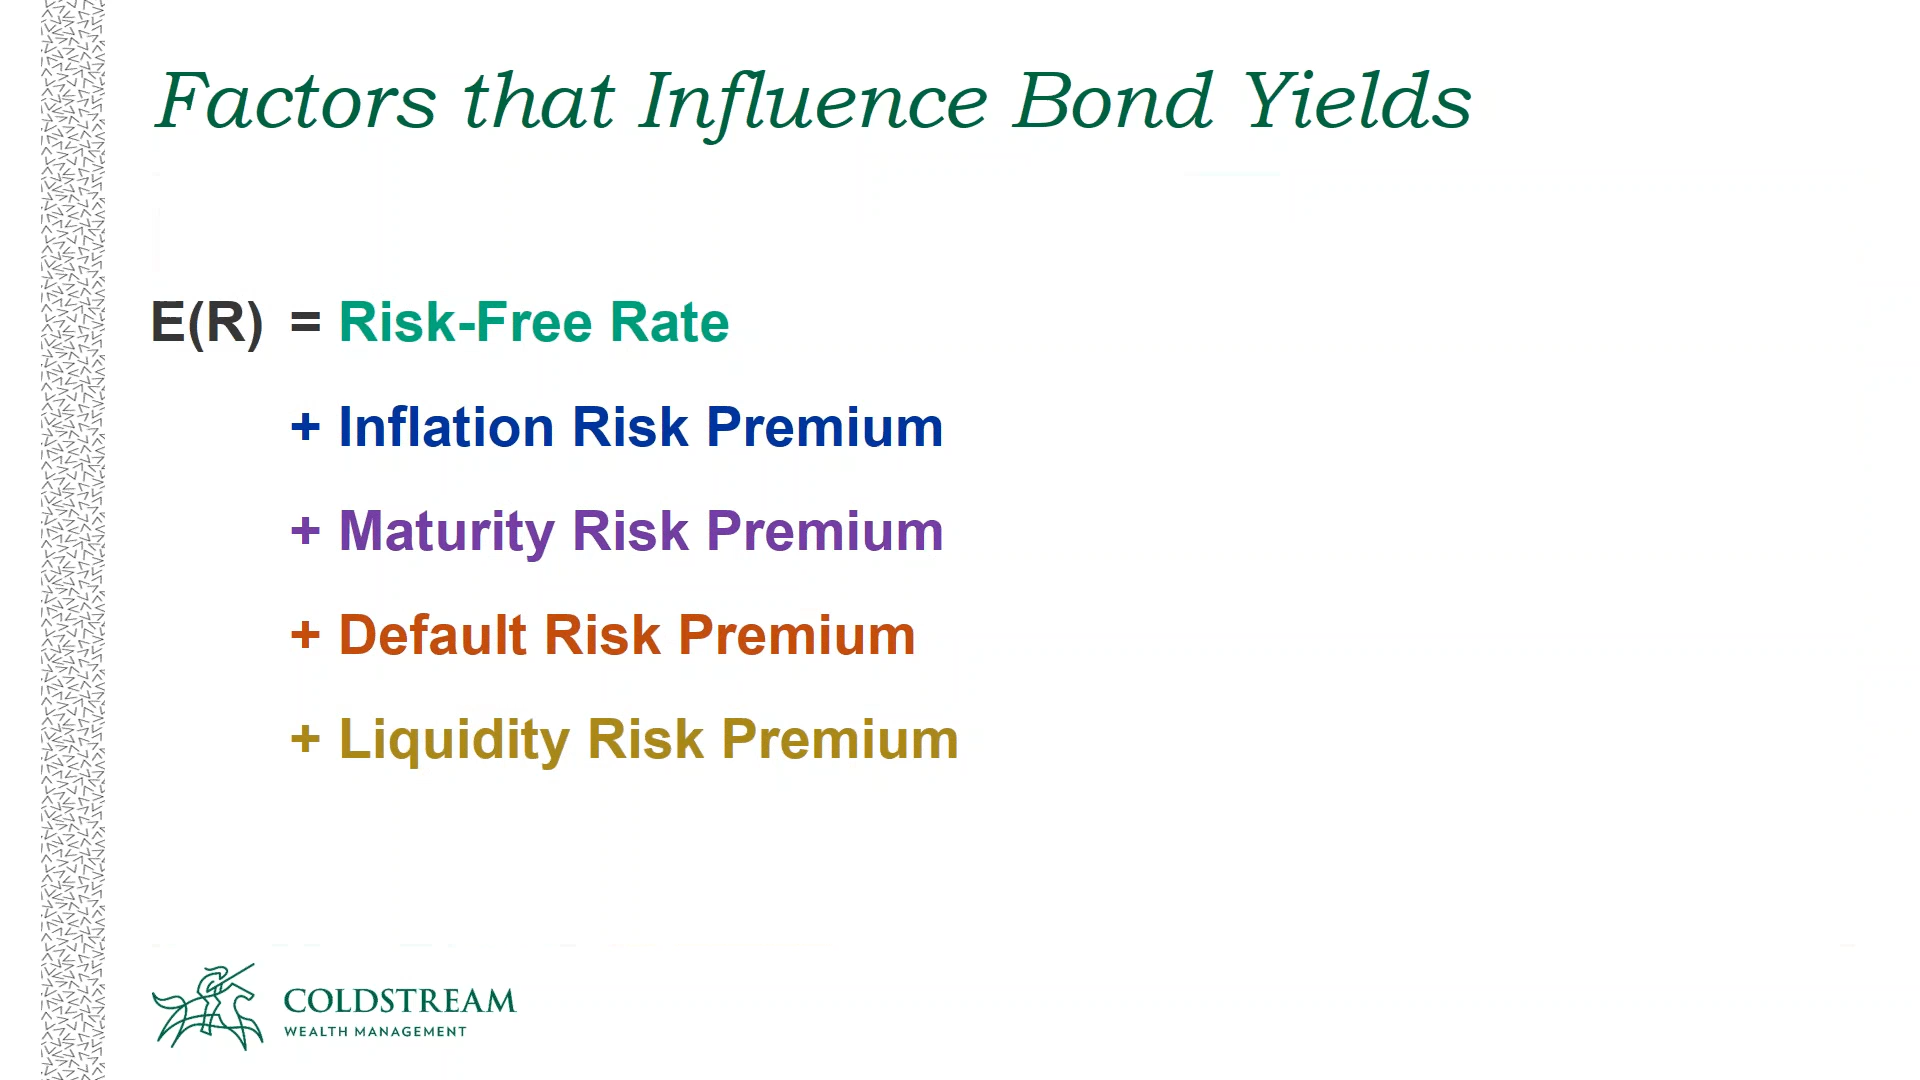 Factors that Influence Bond Yields
E(R) = Risk-Free Rate
+ Inflation Risk Premium
+ Maturity Risk Premium
+ Default Risk Premium
+ Liquidity Risk Premium
COLDSTREAM
WEALTH MANAGEMENT